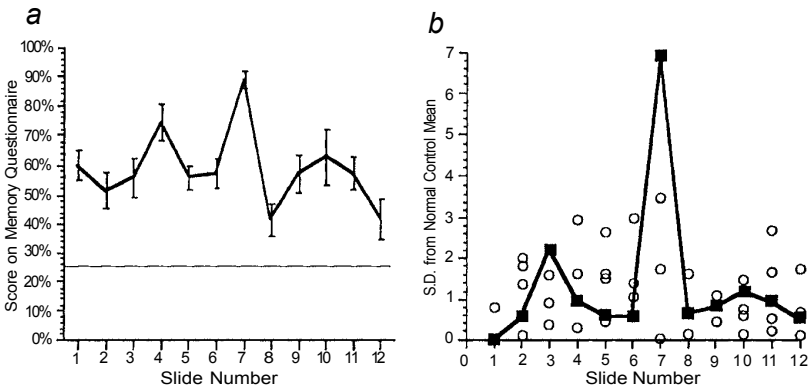 a
100%
90%
80%
70%
60%
50%
40%
30%
20%
10%
0%
Score on Memory Questionnaire
1 2 3 4 5 6 7 8 9 10 11 12
Slide Number
b
7
6
5
4
3
2
1
0
S.D. from Normal Control Mean
0 1 2 3 4 5 6 7 8 9 10 11 12
Slide Number